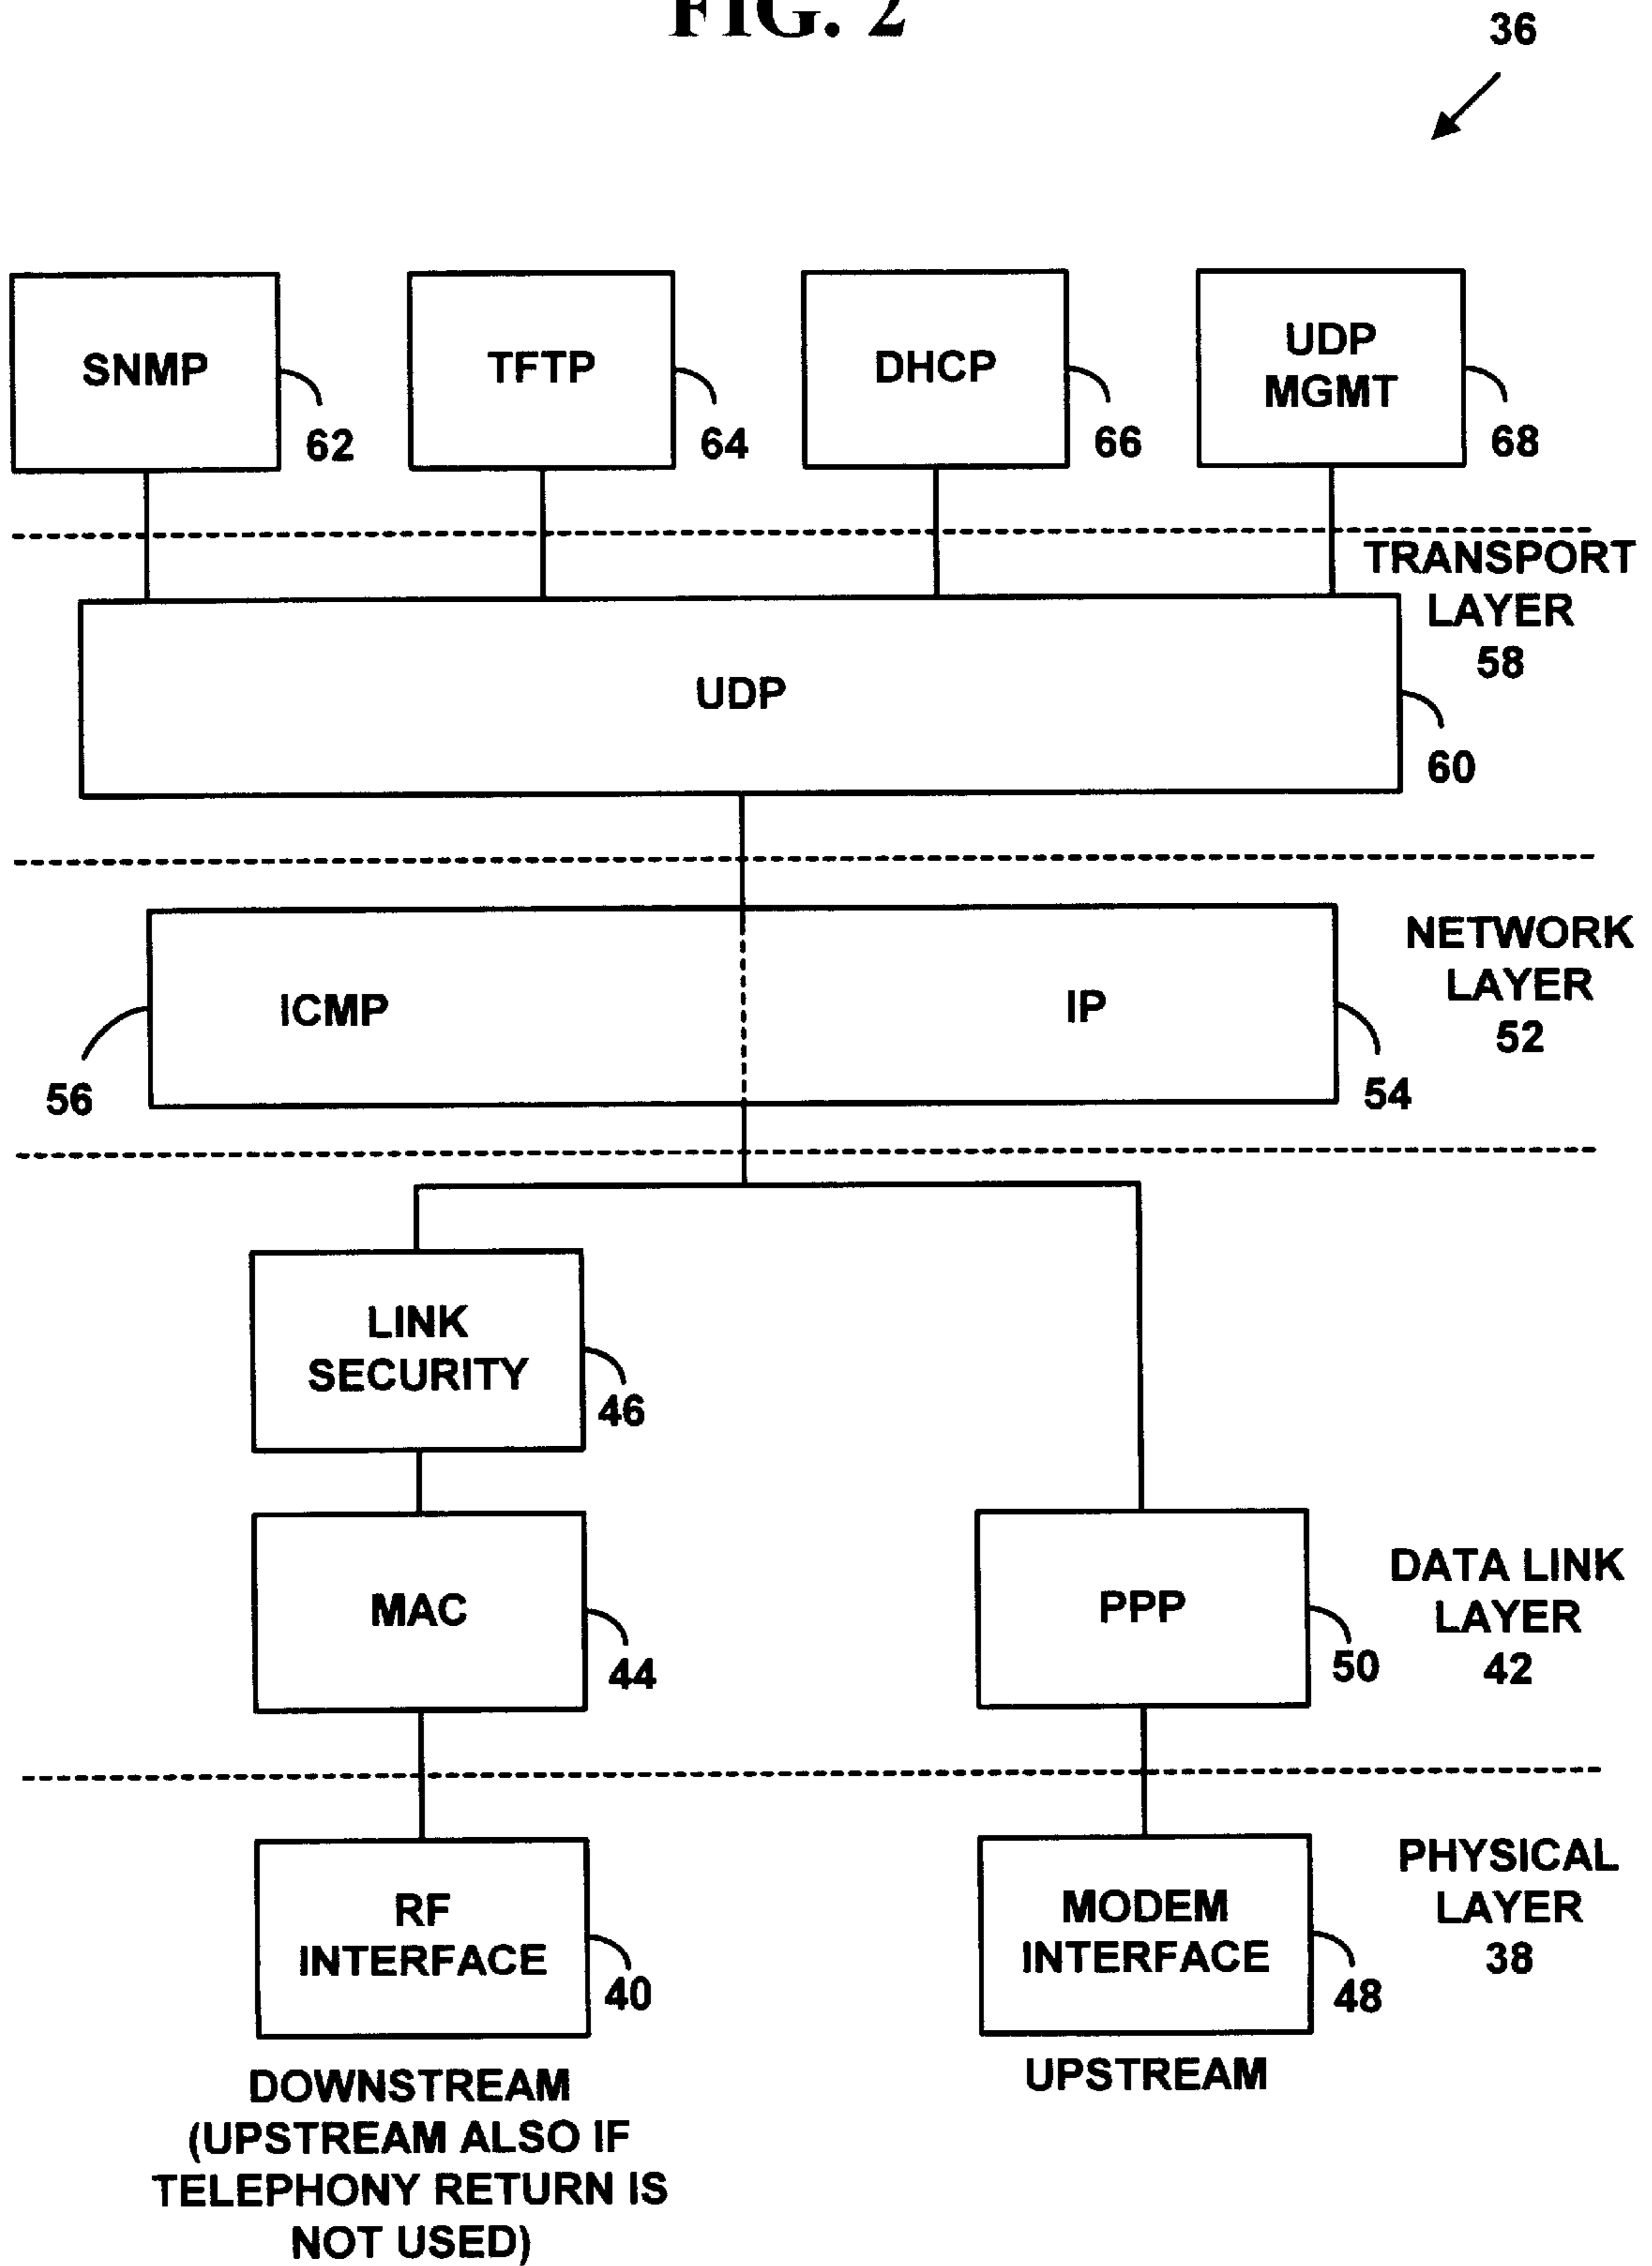 FIG. 2
36
SNMP
62
TFTP
64
DHCP
66
UDP
MGMT
68
TRANSPORT
LAYER
58
UDP
60
NETWORK
LAYER
52
ICMP
56
IP
54
LINK
SECURITY
46
MAC
44
PPP
50
DATA LINK
LAYER
42
RF
INTERFACE
40
MODEM
INTERFACE
48
PHYSICAL
LAYER
38
DOWNSTREAM
(UPSTREAM ALSO IF
TELEPHONY RETURN IS
NOT USED)
UPSTREAM